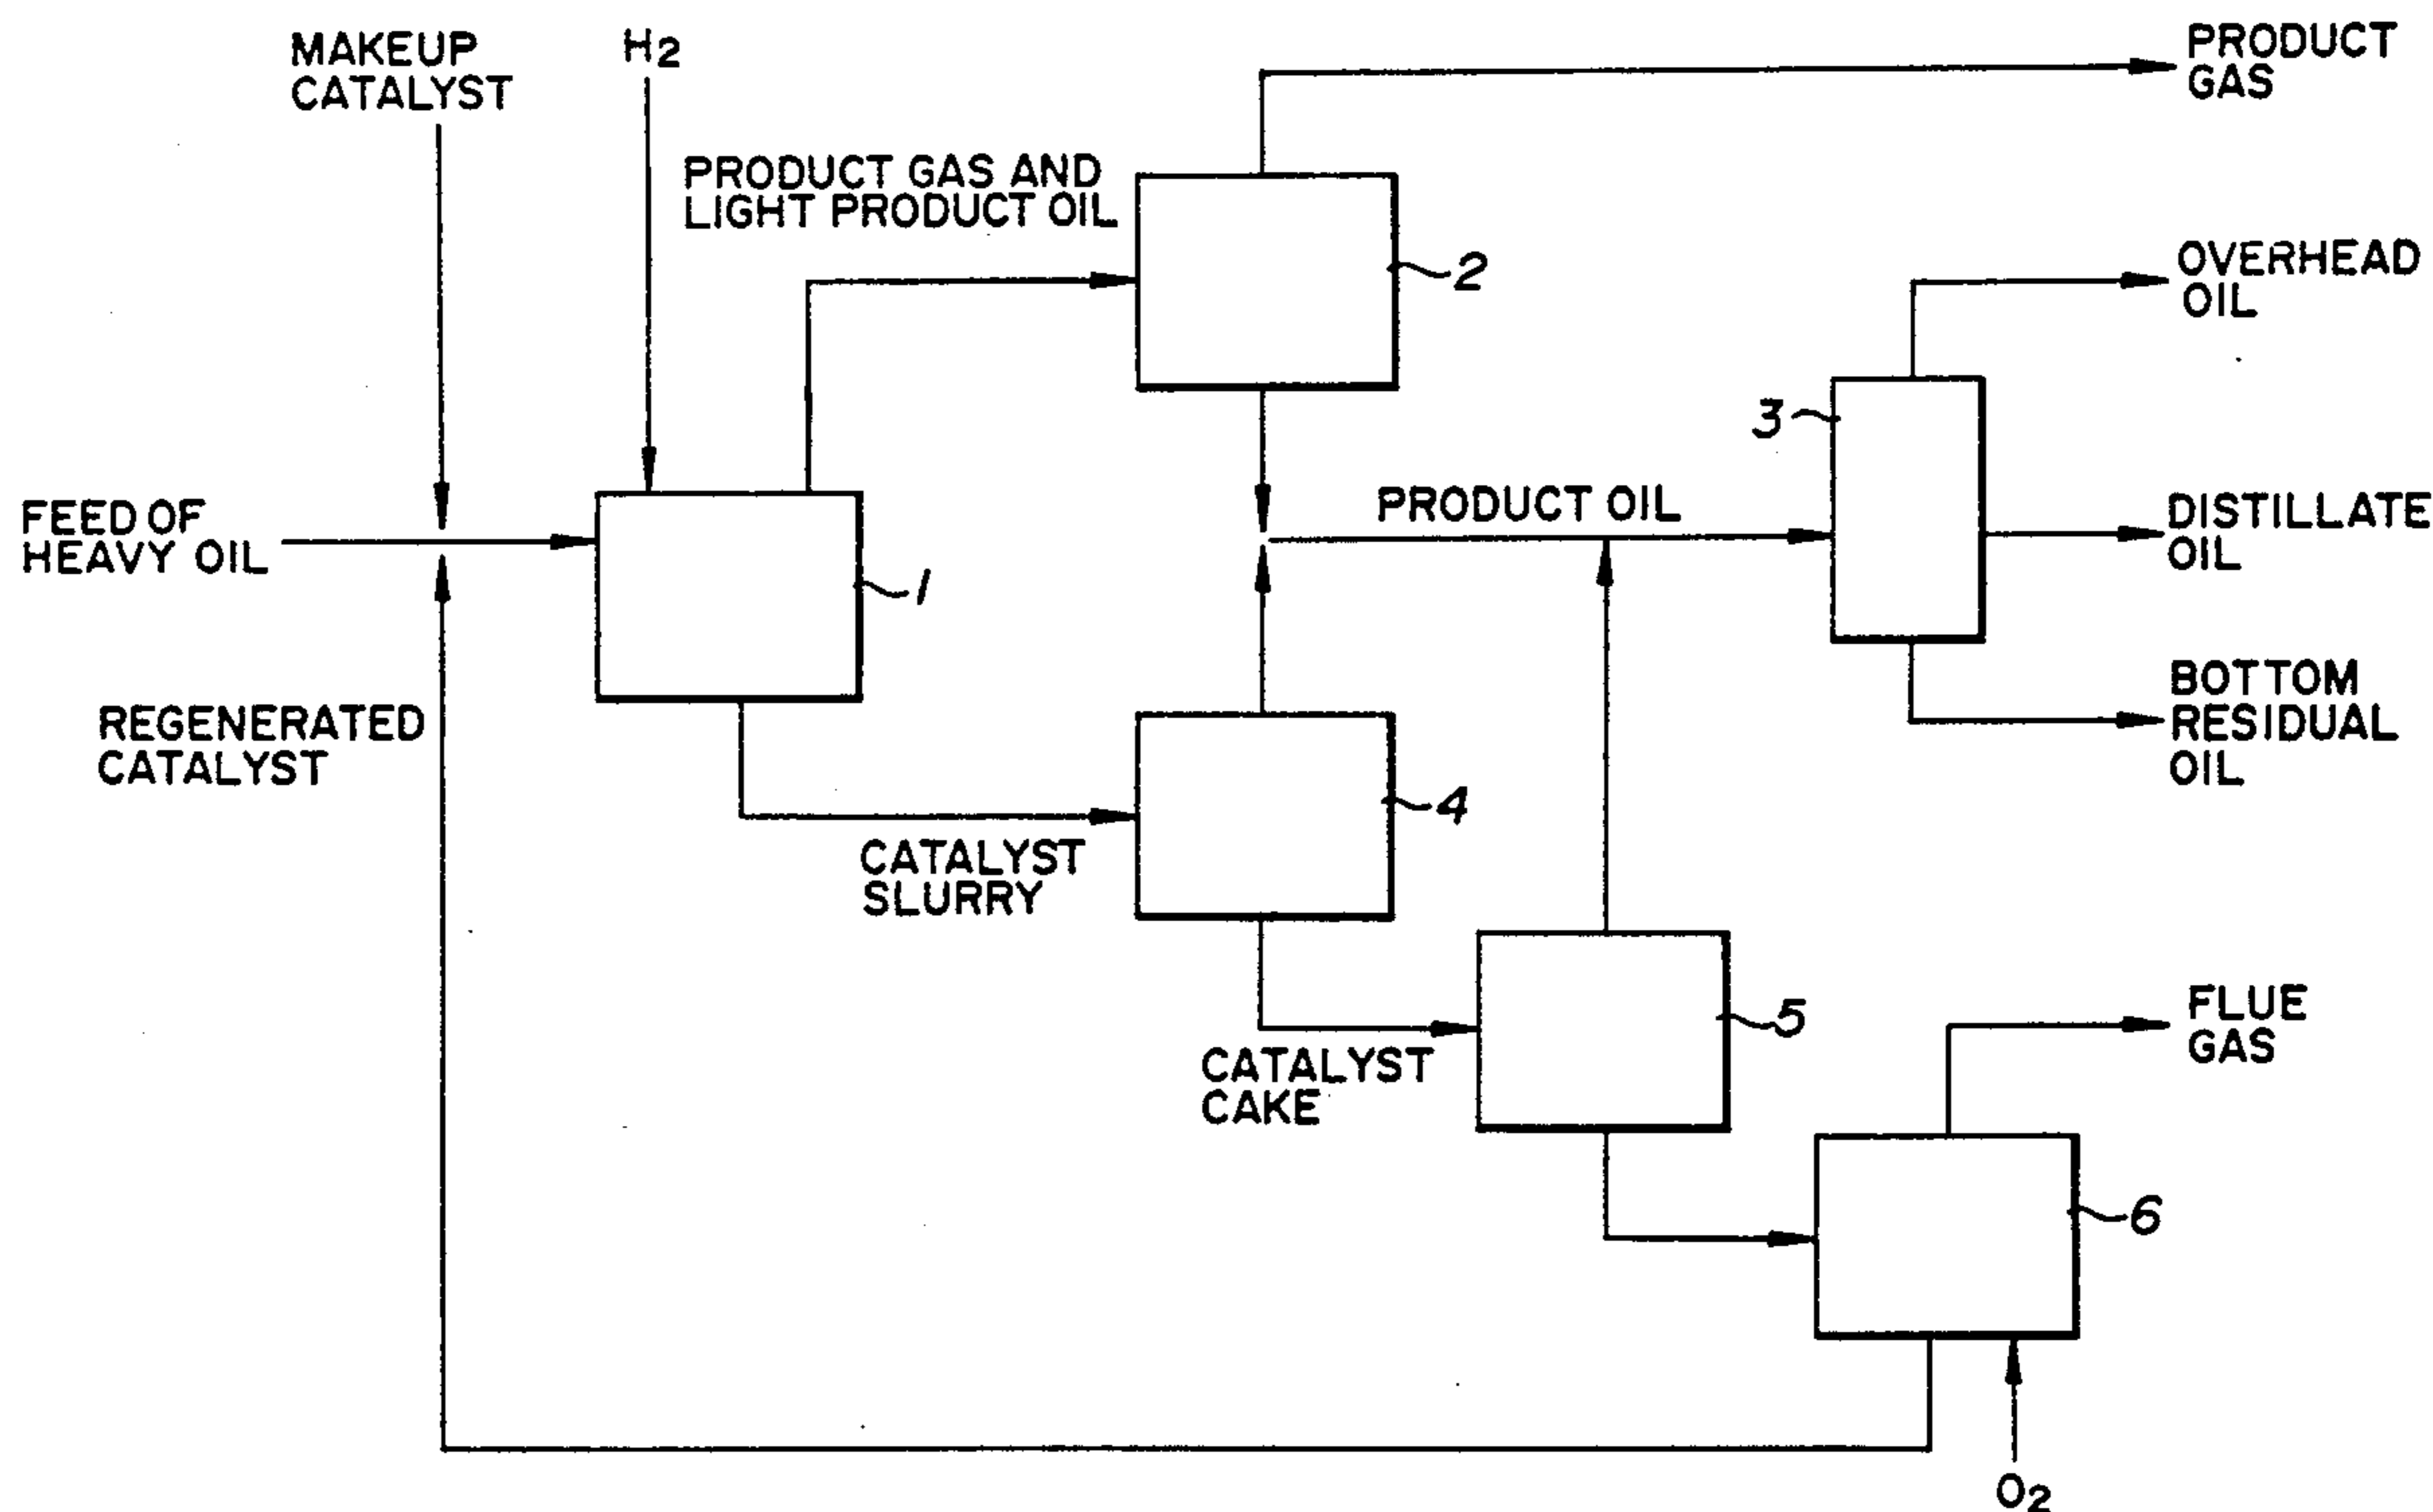 MAKEUP
CATALYST
H2
PRODUCT
GAS
PRODUCT GAS AND
LIGHT PRODUCT OIL
2
OVERHEAD
OIL
3
FEED OF
HEAVY OIL
1
PRODUCT OIL
DISTILLATE
OIL
REGENERATED
CATALYST
BOTTOM
RESIDUAL
OIL
4
CATALYST
SLURRY
5
CATALYST
CAKE
FLUE
GAS
6
O2